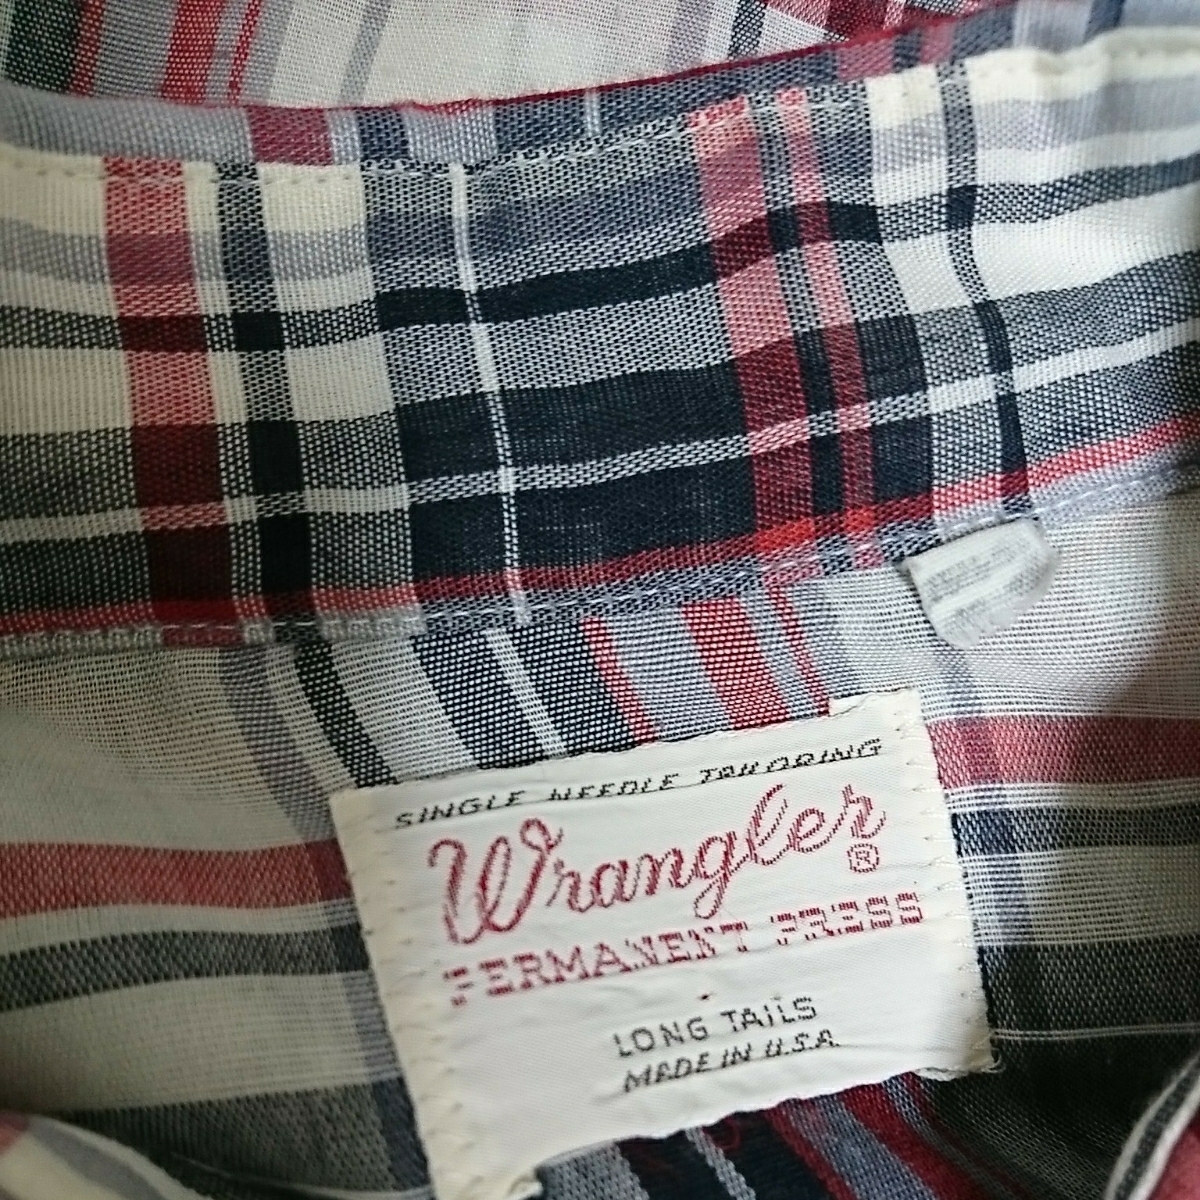 SINGLE NEEDLE TAILORING
Wrangler®
PERMANENT PRESS
LONG TAILS
MADE IN U.S.A.